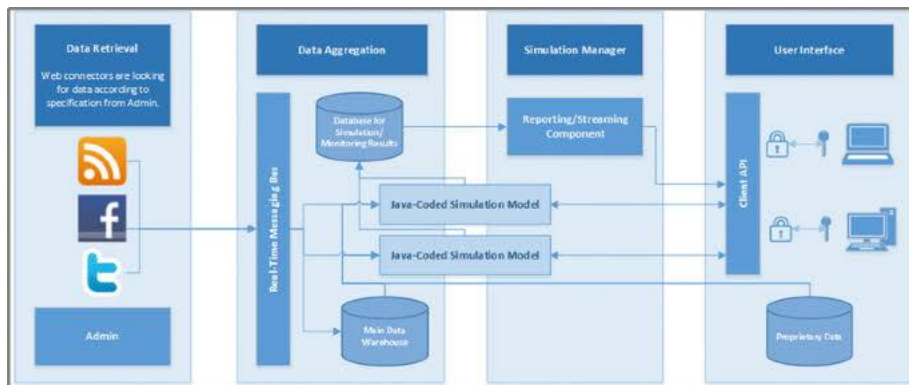 Data Retrieval
Web connectors are looking
for data according to
specification from Admin.
Admin
Data Aggregation
Real-Time Messaging Bus
Database for
Simulation/
Monitoring Results
Java-Coded Simulation Model
Java-Coded Simulation Model
Main Data
Warehouse
Simulation Manager
Reporting/Streaming
Component
User Interface
Client API
Proprietary Data